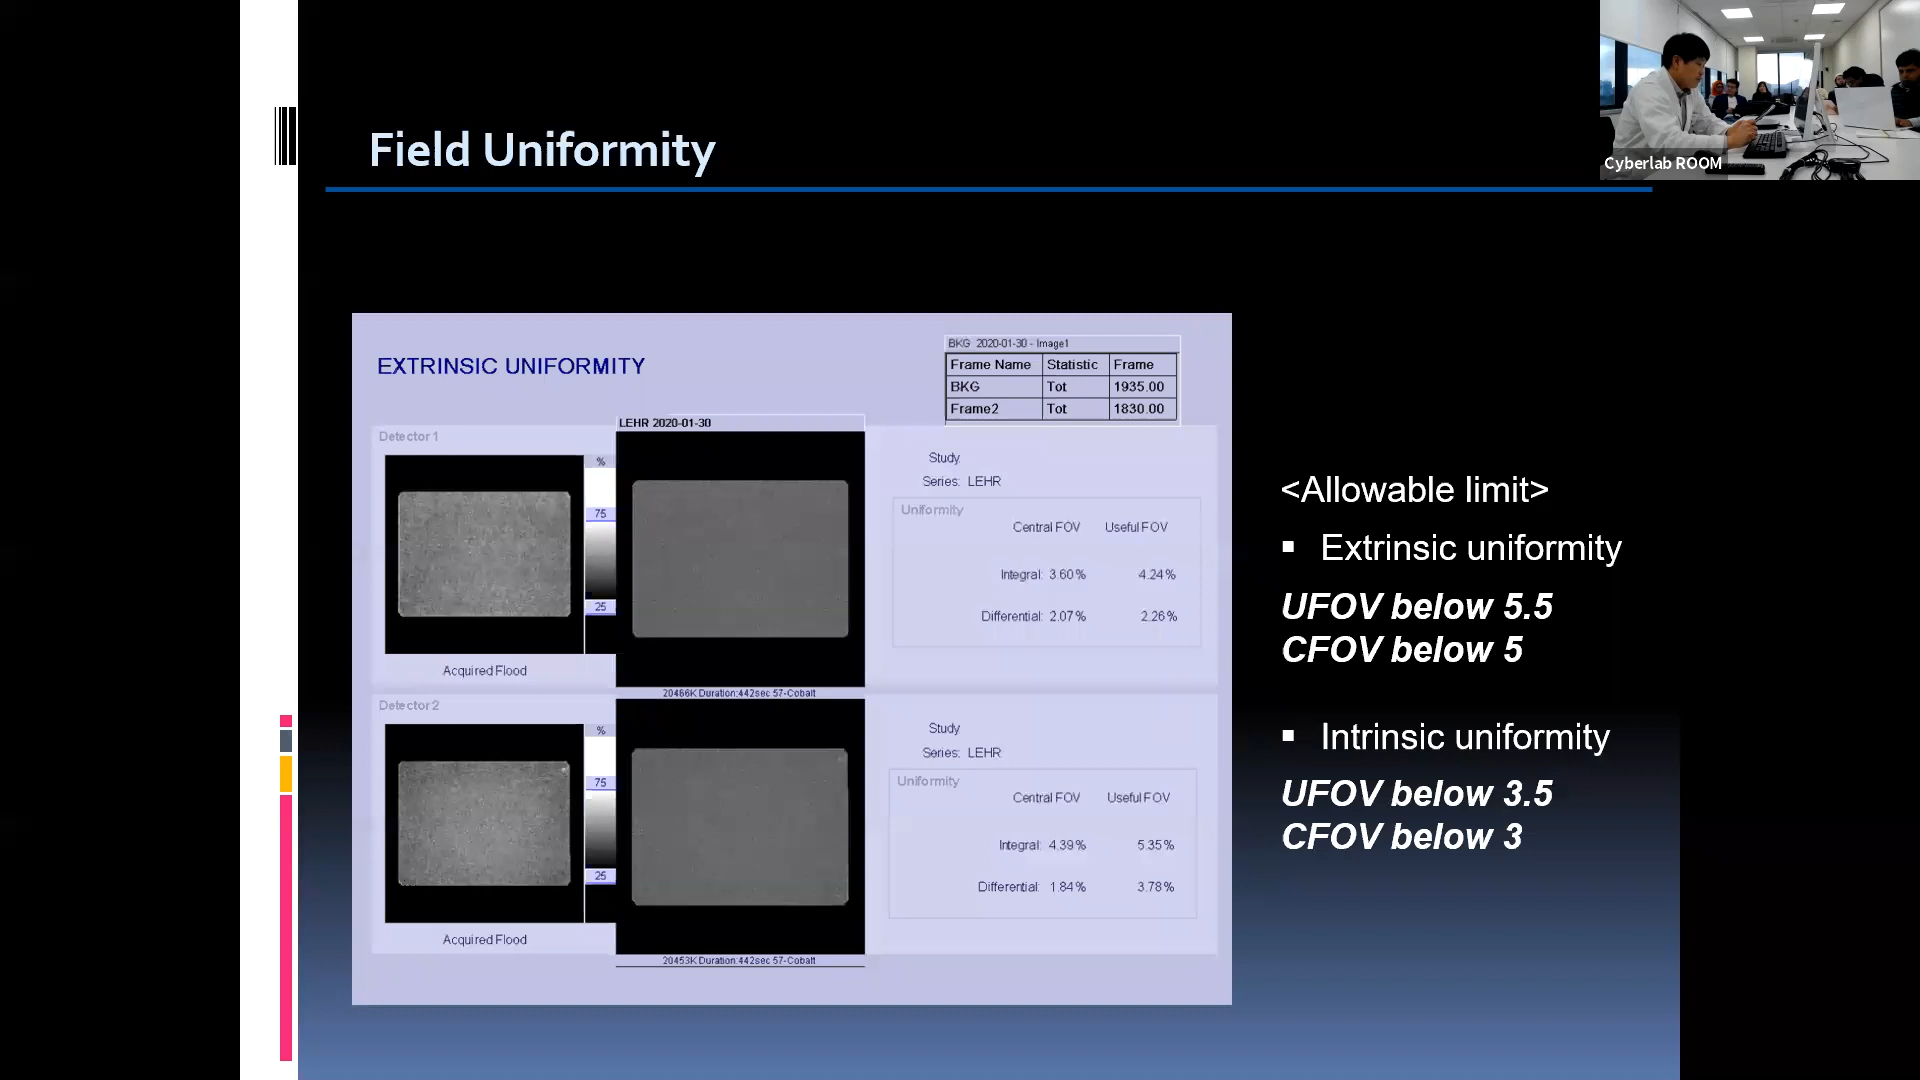 Cyberlab ROOM
Field Uniformity
EXTRINSIC UNIFORMITY
BKG 2020-01-30 - Image1
Frame Name Statistic Frame
BKG Tot 1935.00
Frame2 Tot 1830.00
Detector 1
LEHR 2020-01-30
%
75
25
Acquired Flood
20466K Duration:442sec 57-Cobalt
Study
Series: LEHR
Uniformity
Central FOV Useful FOV
Integral: 3.60% 4.24%
Differential: 2.07% 2.26%
Detector2
%
75
25
Acquired Flood
20453K Duration:442sec 57-Cobalt
Study
Series: LEHR
Uniformity
Central FOV Useful FOV
Integral: 4.39% 5.35%
Differential: 1.84% 3.78%
<Allowable limit>
▪ Extrinsic uniformity
UFOV below 5.5
CFOV below 5
▪ Intrinsic uniformity
UFOV below 3.5
CFOV below 3